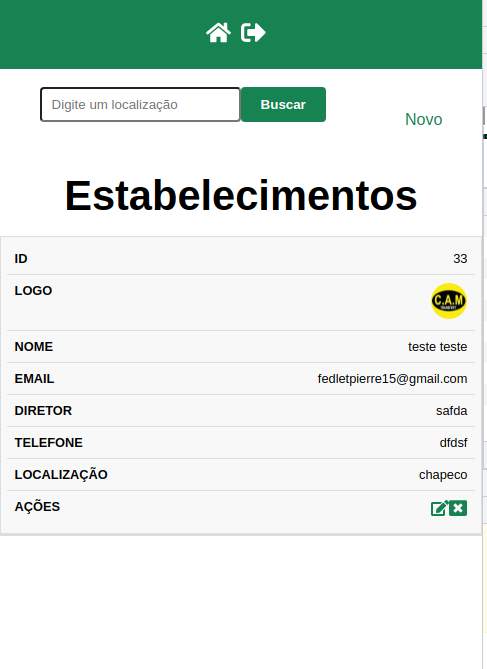 Digite um localização
Buscar
Novo
Estabelecimentos
ID 33
LOGO C.A.M
NOME teste teste
EMAIL fedletpierre15@gmail.com
DIRETOR safda
TELEFONE dfdsf
LOCALIZAÇÃO chapeco
AÇÕES